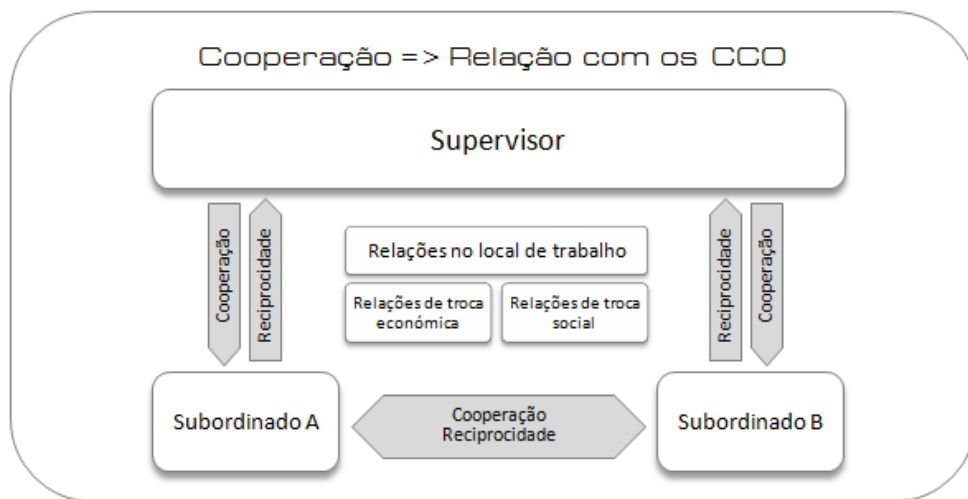 Cooperação => Relação com os CCO
Supervisor
Cooperação
Reciprocidade
Relações no local de trabalho
Relações de troca
económica
Relações de troca
social
Reciprocidade
Cooperação
Subordinado A
Cooperação
Reciprocidade
Subordinado B